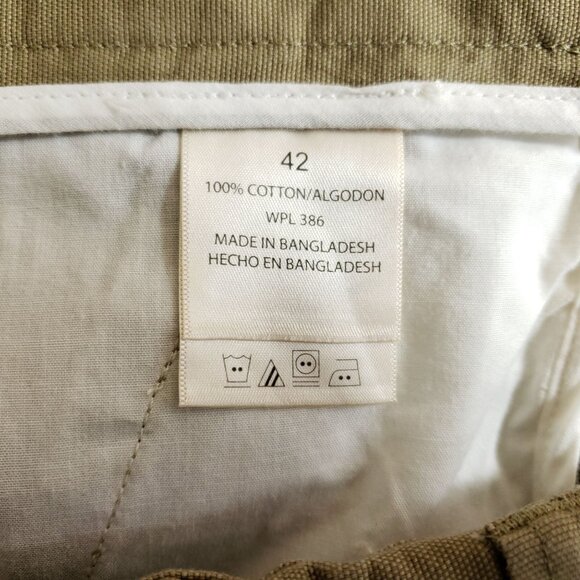 42
100% COTTON/ALGODON
WPL 386
MADE IN BANGLADESH
HECHO EN BANGLADESH